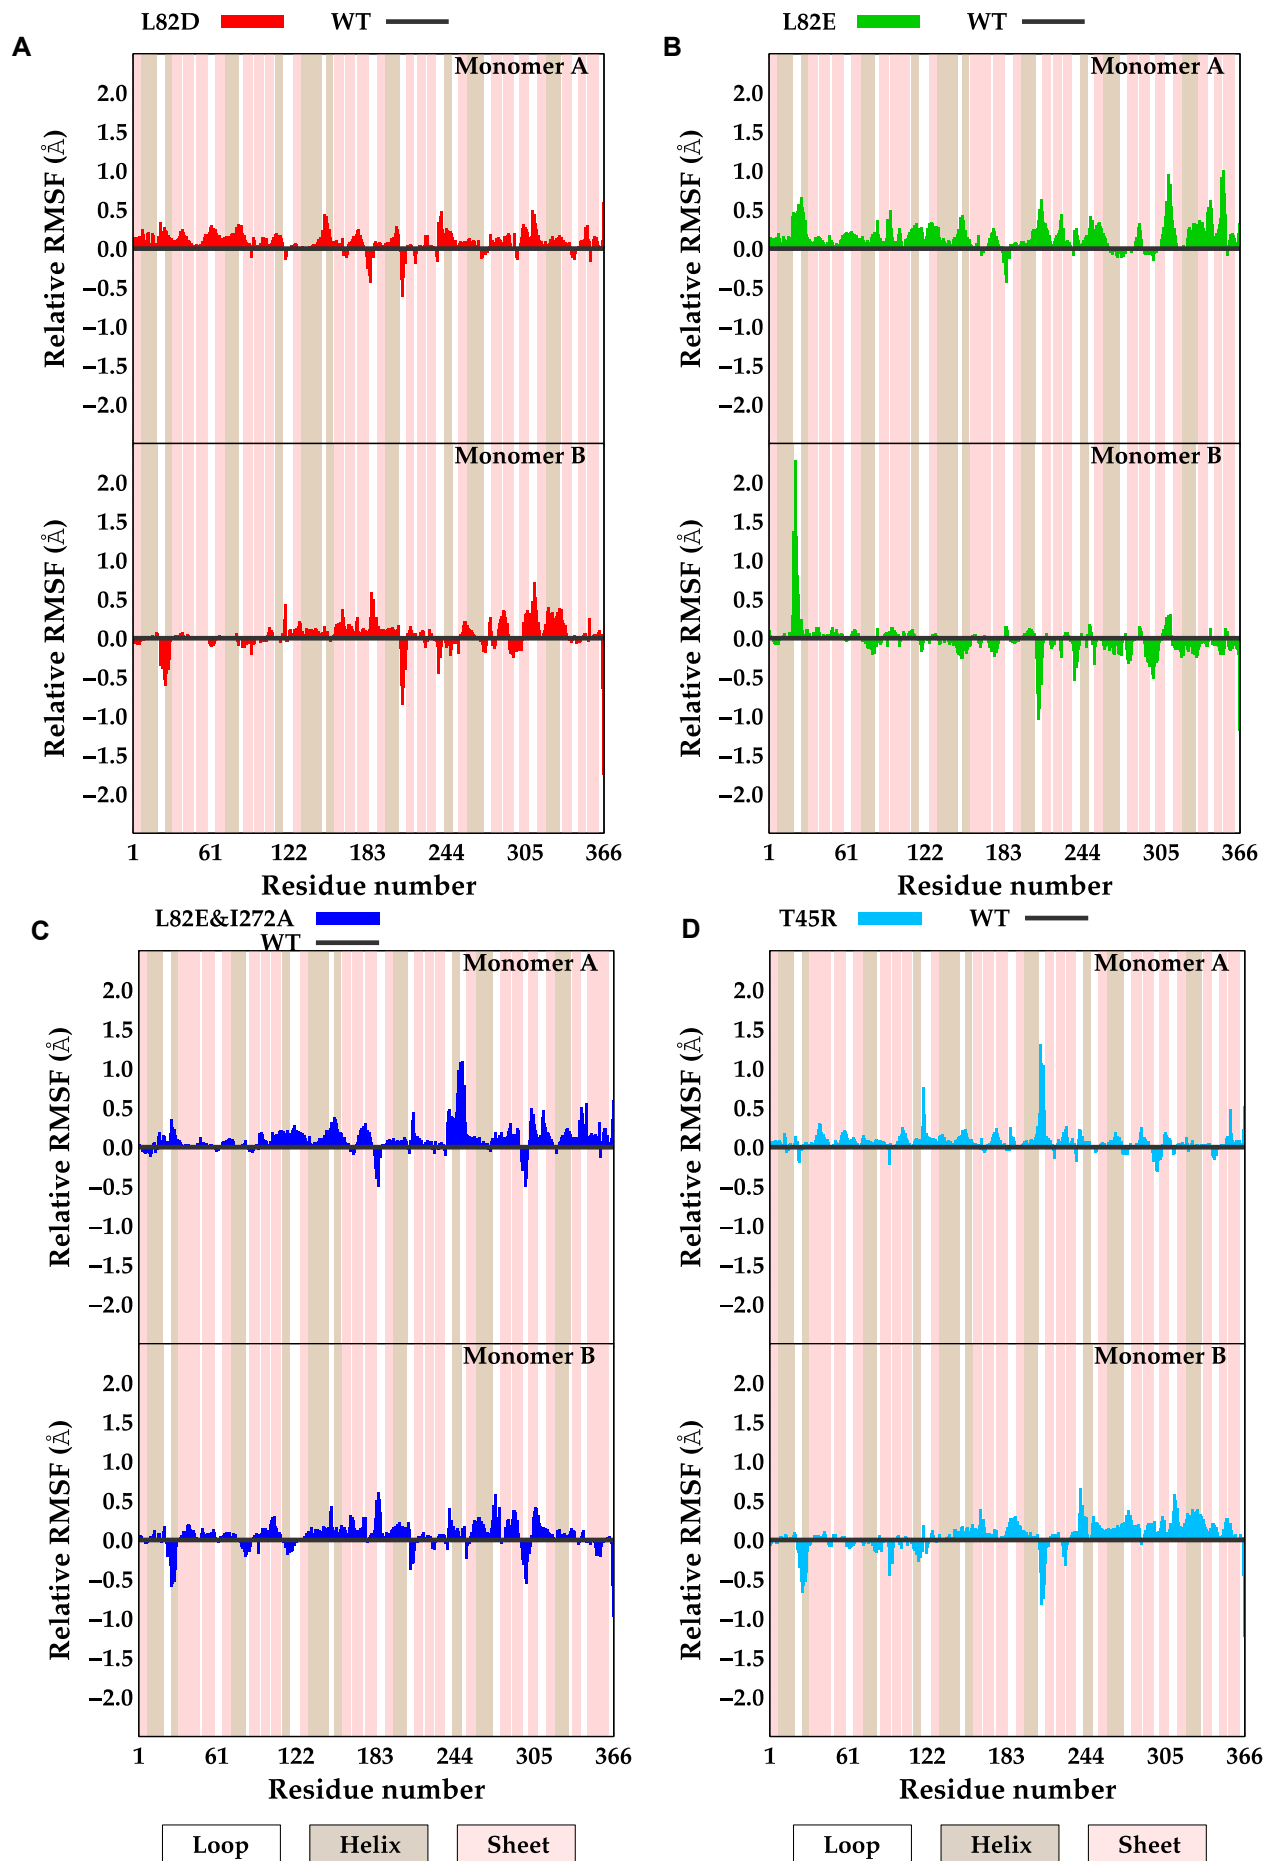 L82D WT
A
Monomer A
Relative RMSF (Å)
2.0
1.5
1.0
0.5
0.0
−0.5
−1.0
−1.5
−2.0
Monomer B
Relative RMSF (Å)
2.0
1.5
1.0
0.5
0.0
−0.5
−1.0
−1.5
−2.0
1 61 122 183 244 305 366
Residue number
L82E WT
B
Monomer A
Relative RMSF (Å)
2.0
1.5
1.0
0.5
0.0
−0.5
−1.0
−1.5
−2.0
Monomer B
Relative RMSF (Å)
2.0
1.5
1.0
0.5
0.0
−0.5
−1.0
−1.5
−2.0
1 61 122 183 244 305 366
Residue number
L82E&I272A
C
WT
Monomer A
Relative RMSF (Å)
2.0
1.5
1.0
0.5
0.0
−0.5
−1.0
−1.5
−2.0
Monomer B
Relative RMSF (Å)
2.0
1.5
1.0
0.5
0.0
−0.5
−1.0
−1.5
−2.0
1 61 122 183 244 305 366
Residue number
Loop Helix Sheet
T45R WT
D
Monomer A
Relative RMSF (Å)
2.0
1.5
1.0
0.5
0.0
−0.5
−1.0
−1.5
−2.0
Monomer B
Relative RMSF (Å)
2.0
1.5
1.0
0.5
0.0
−0.5
−1.0
−1.5
−2.0
1 61 122 183 244 305 366
Residue number
Loop Helix Sheet